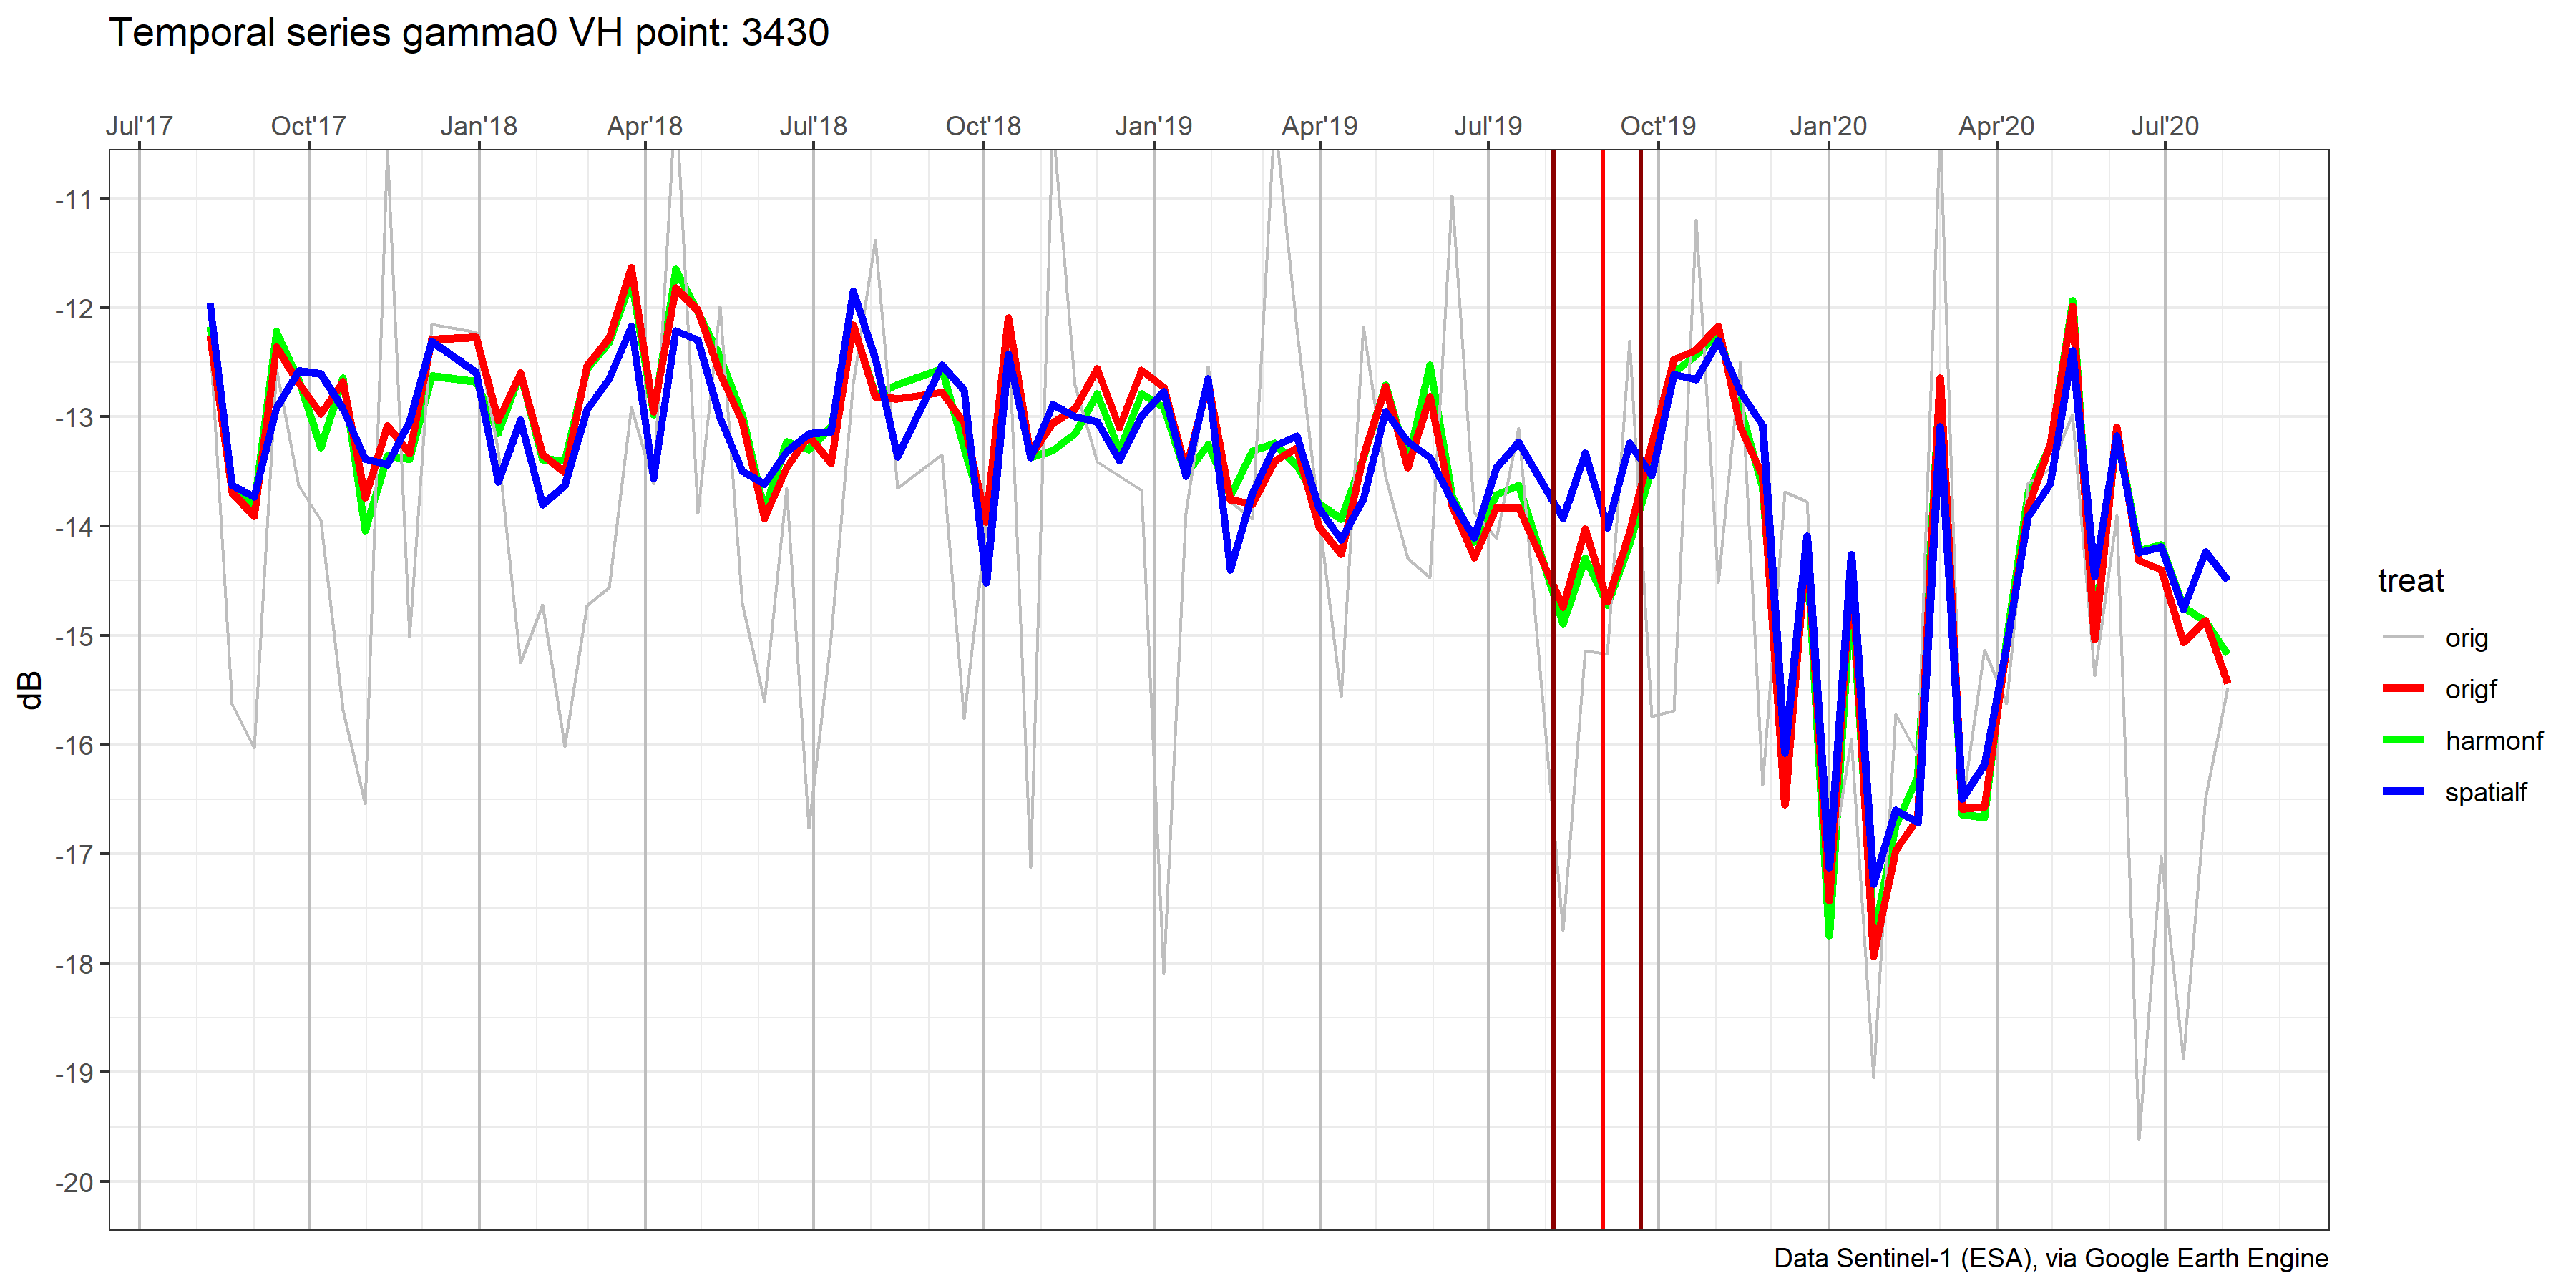 Temporal series gamma0 VH point: 3430
Jul'17 Oct'17 Jan'18 Apr'18 Jul'18 Oct'18 Jan'19 Apr'19 Jul'19 Oct'19 Jan'20 Apr'20 Jul'20
-11
-12
-13
-14
-15
-16
-17
-18
-19
-20
dB
treat
orig
origf
harmonf
spatialf
Data Sentinel-1 (ESA), via Google Earth Engine